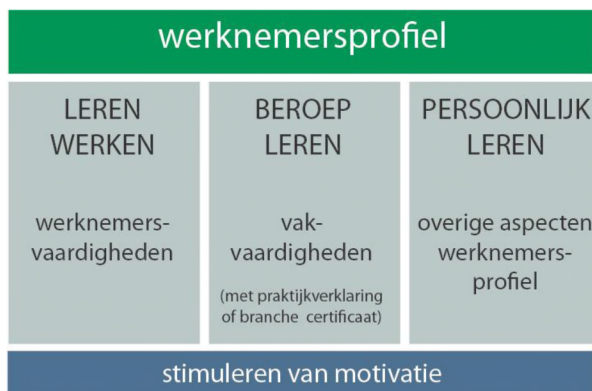 werknemersprofiel
LEREN
WERKEN
werknemers-
vaardigheden
BEROEP
LEREN
vak-
vaardigheden
(met praktijkverklaring
of branche certificaat)
PERSOONLIJK
LEREN
overige aspecten
werknemers-
profiel
stimuleren van motivatie